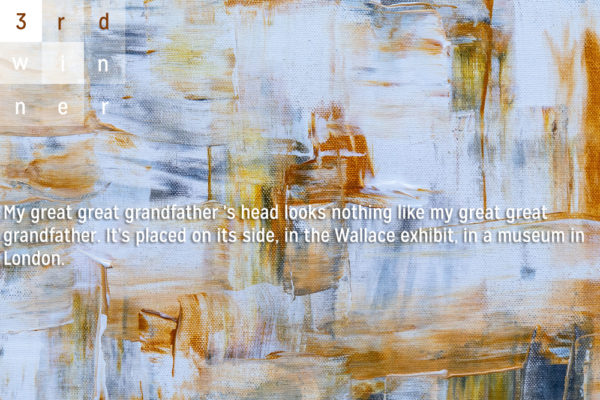 3 r d
w i n
n e r
My great great grandfather 's head looks nothing like my great great
grandfather. It's placed on its side, in the Wallace exhibit, in a museum in
London.